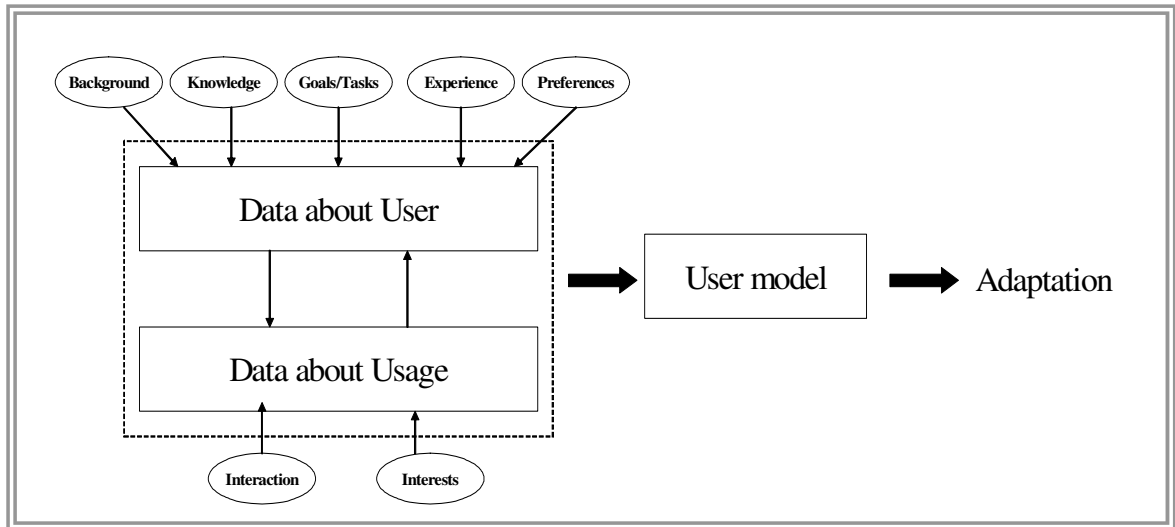 Background
Knowledge
Goals/Tasks
Experience
Preferences
Data about User
User model
Adaptation
Data about Usage
Interaction
Interests